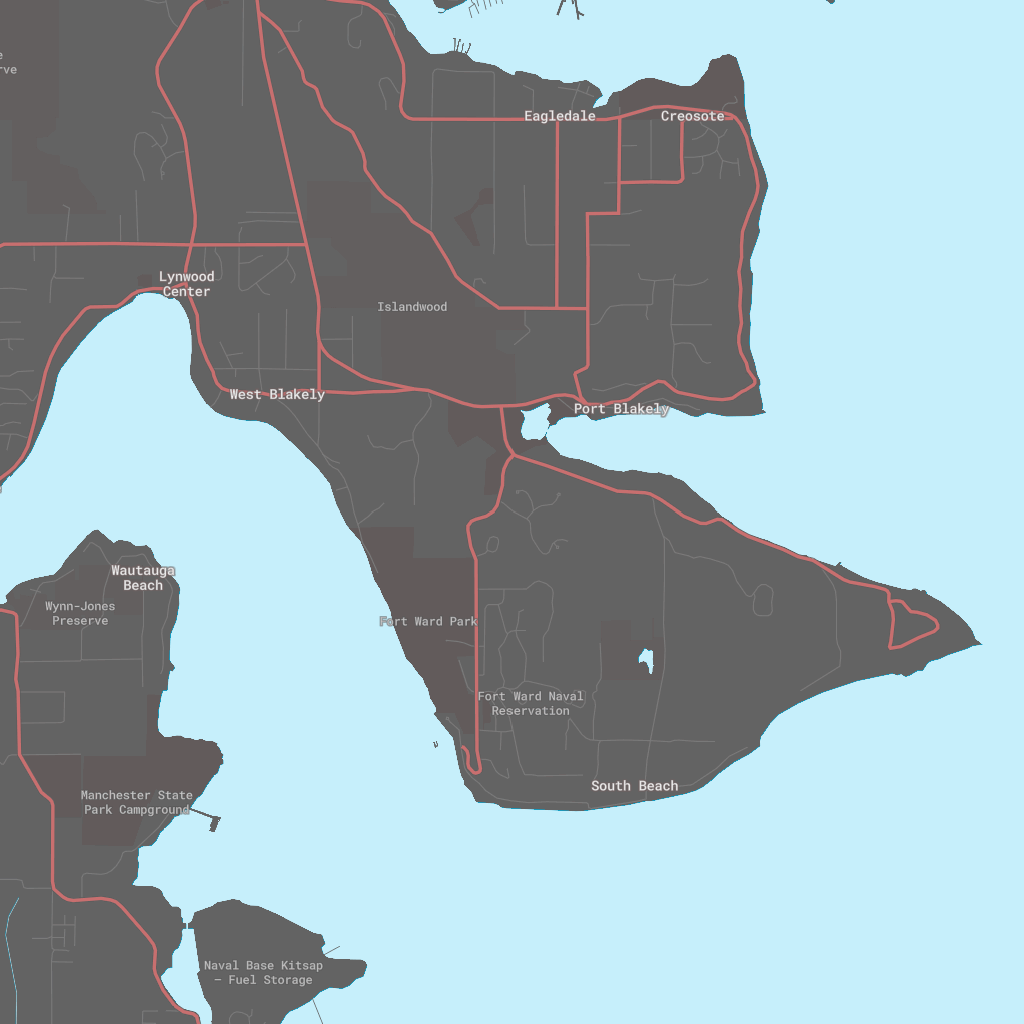 Eagledale
Creosote
Lynwood
Center
Islandwood
West Blakely
Port Blakely
Wautauga
Beach
Wynn-Jones
Preserve
Fort Ward Park
Fort Ward Naval
Reservation
South Beach
Manchester State
Park Campground
Naval Base Kitsap
– Fuel Storage